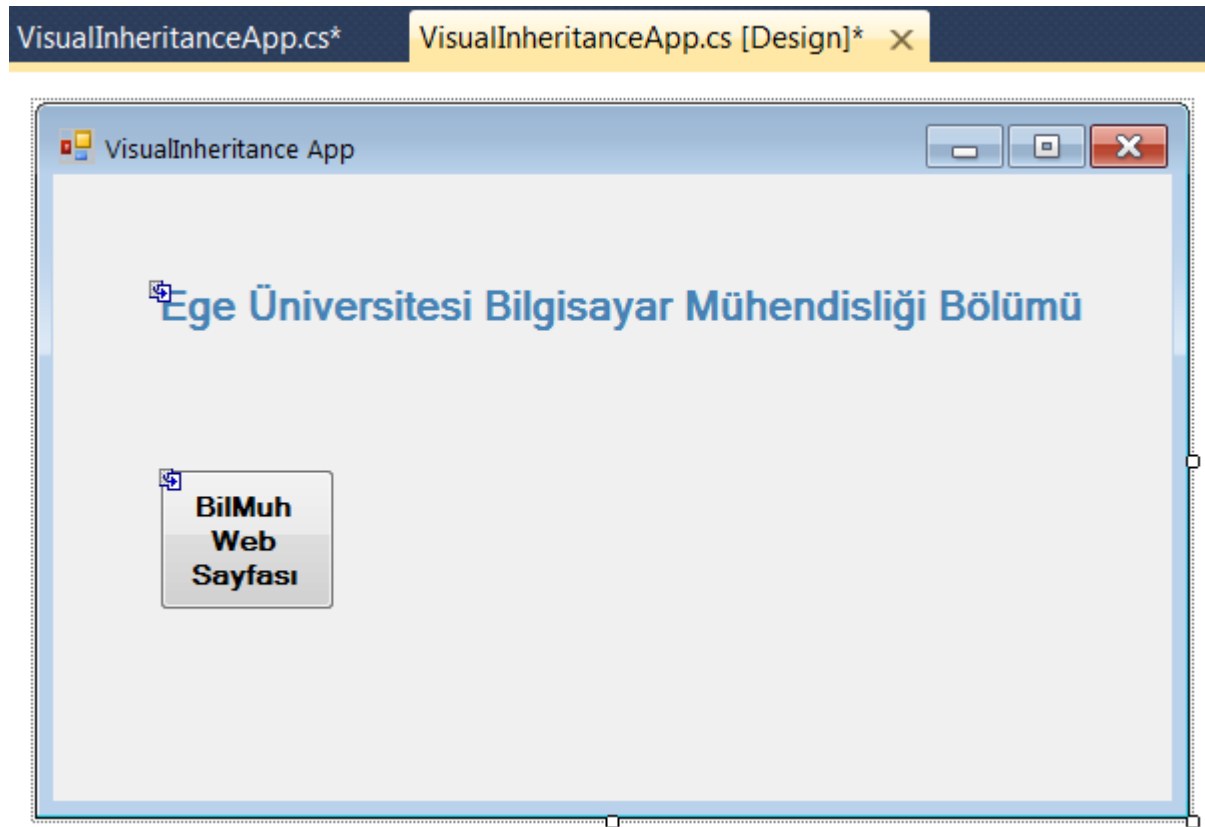 VisualInheritanceApp.cs*
VisualInheritanceApp.cs [Design]*
VisualInheritance App
Ege Üniversitesi Bilgisayar Mühendisliği Bölümü
BilMuh
Web
Sayfası